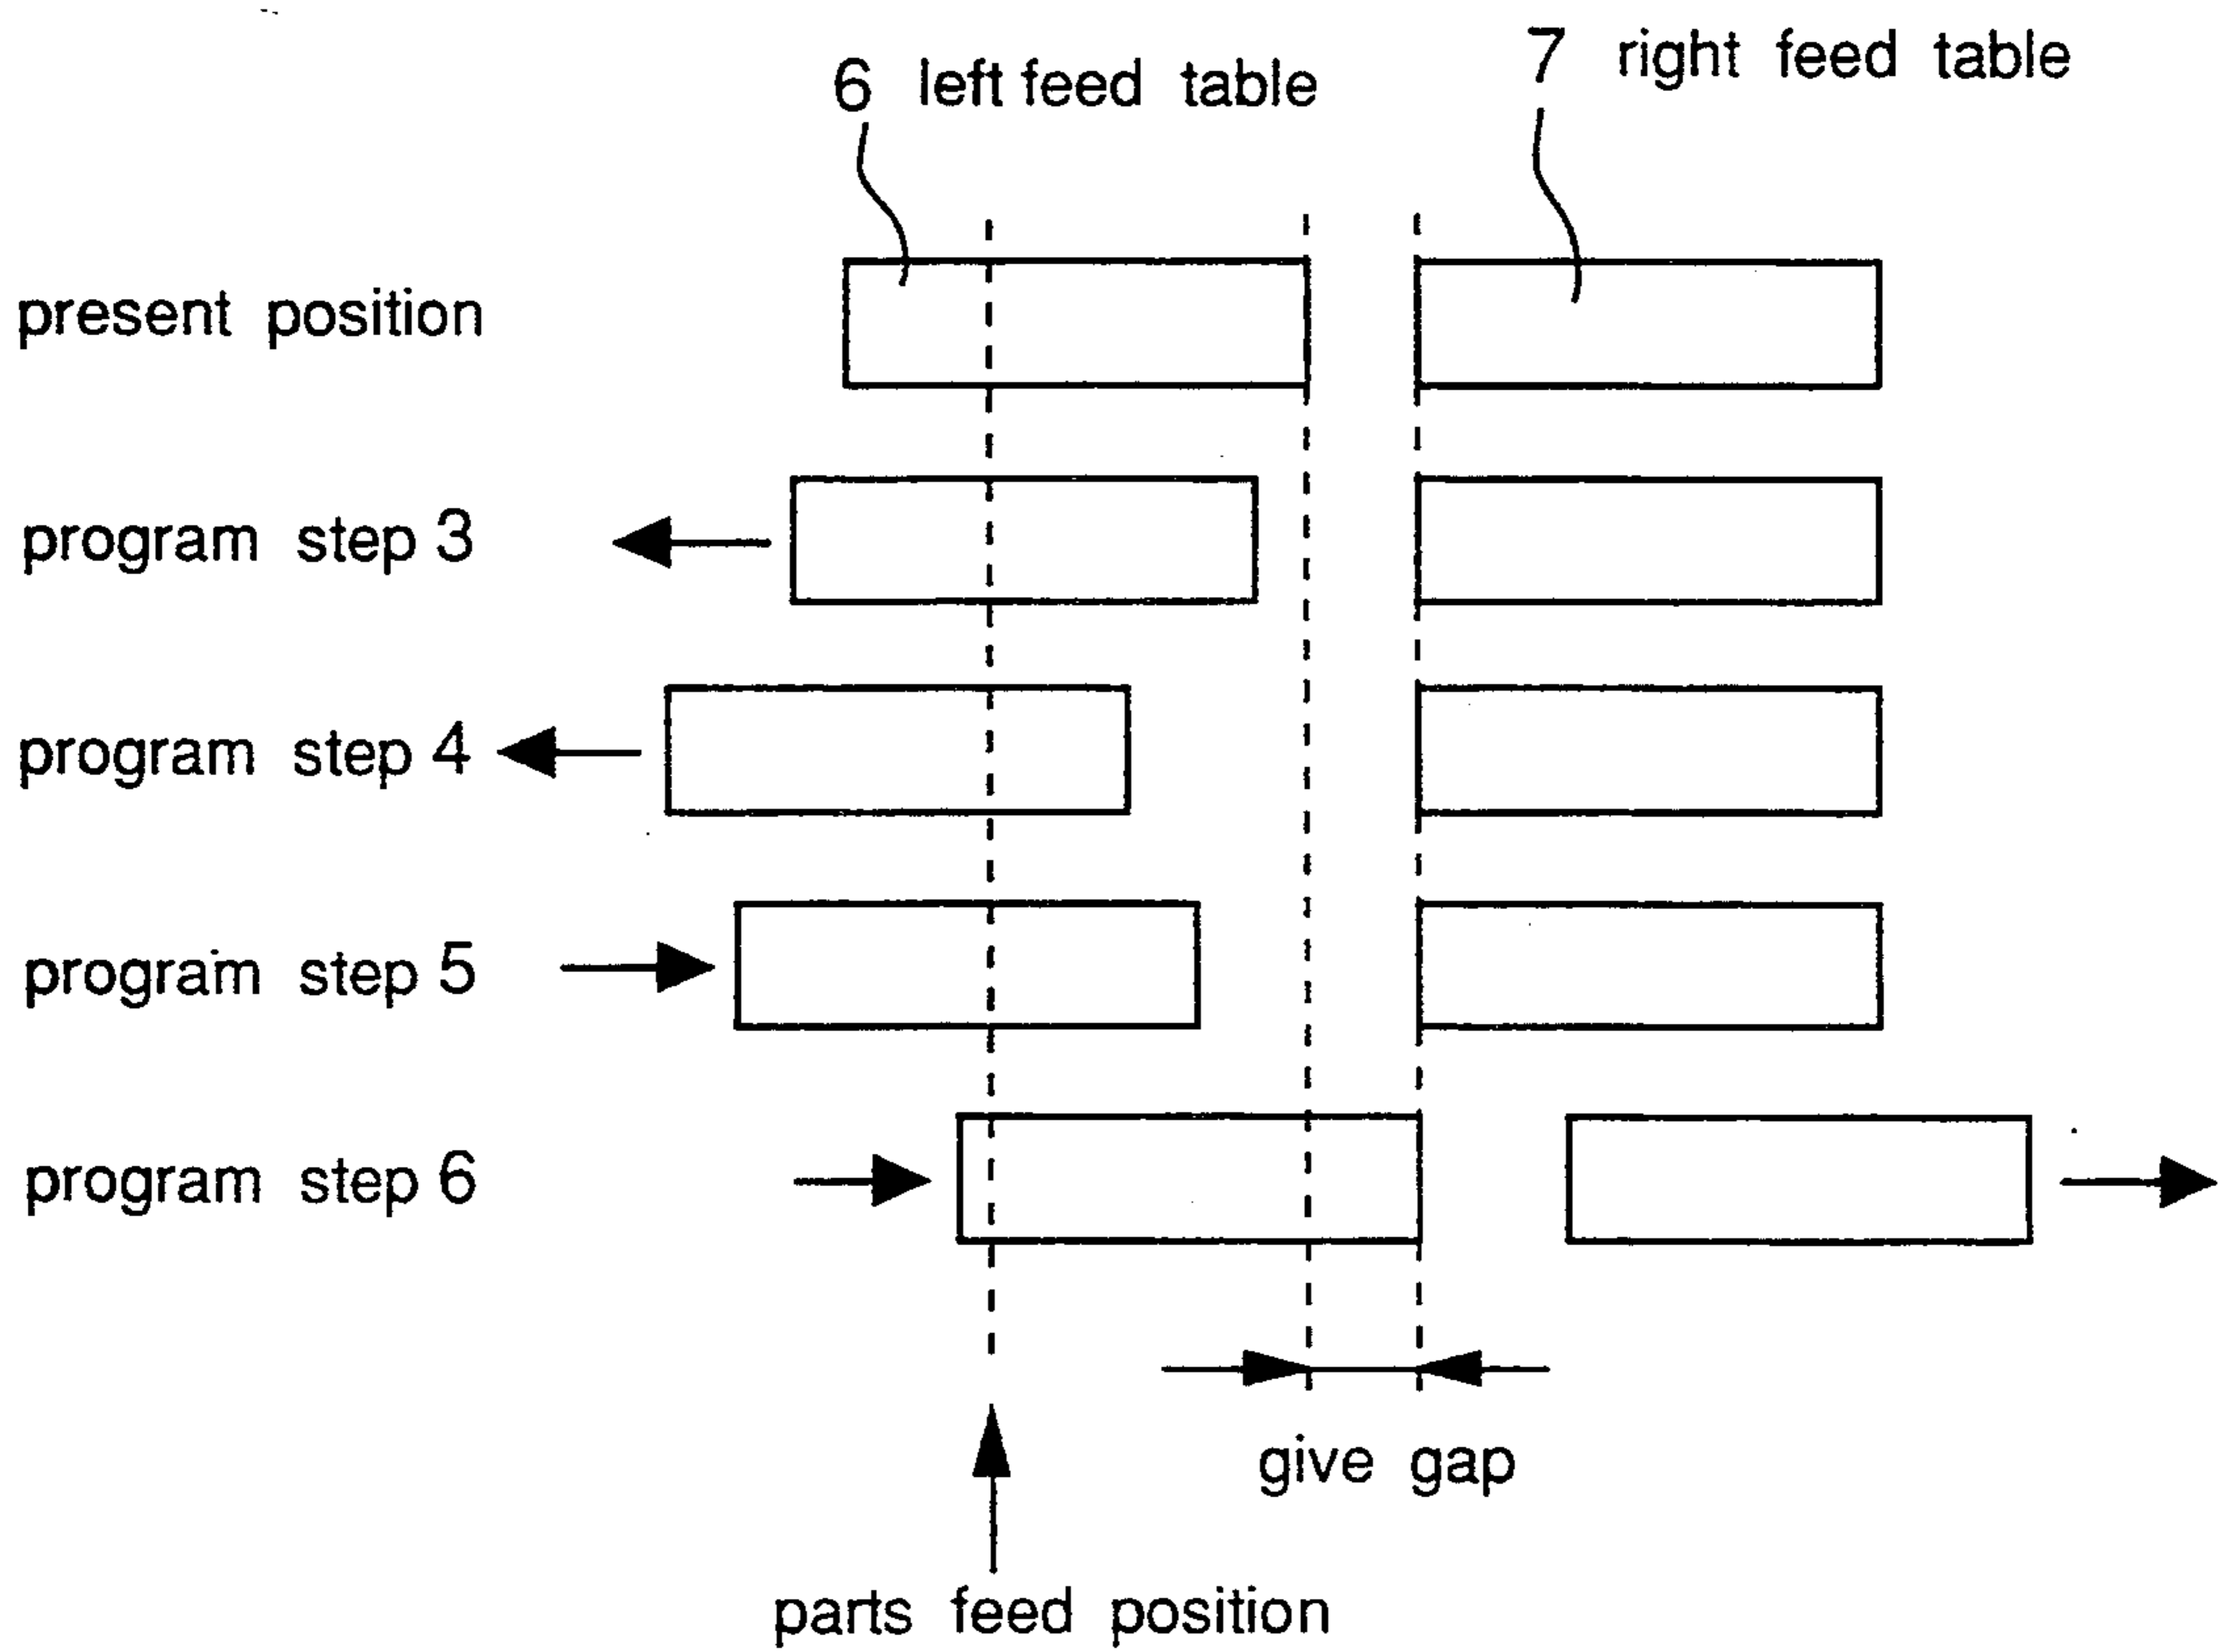 6 left feed table
7 right feed table
present position
program step 3
program step 4
program step 5
program step 6
give gap
parts feed position